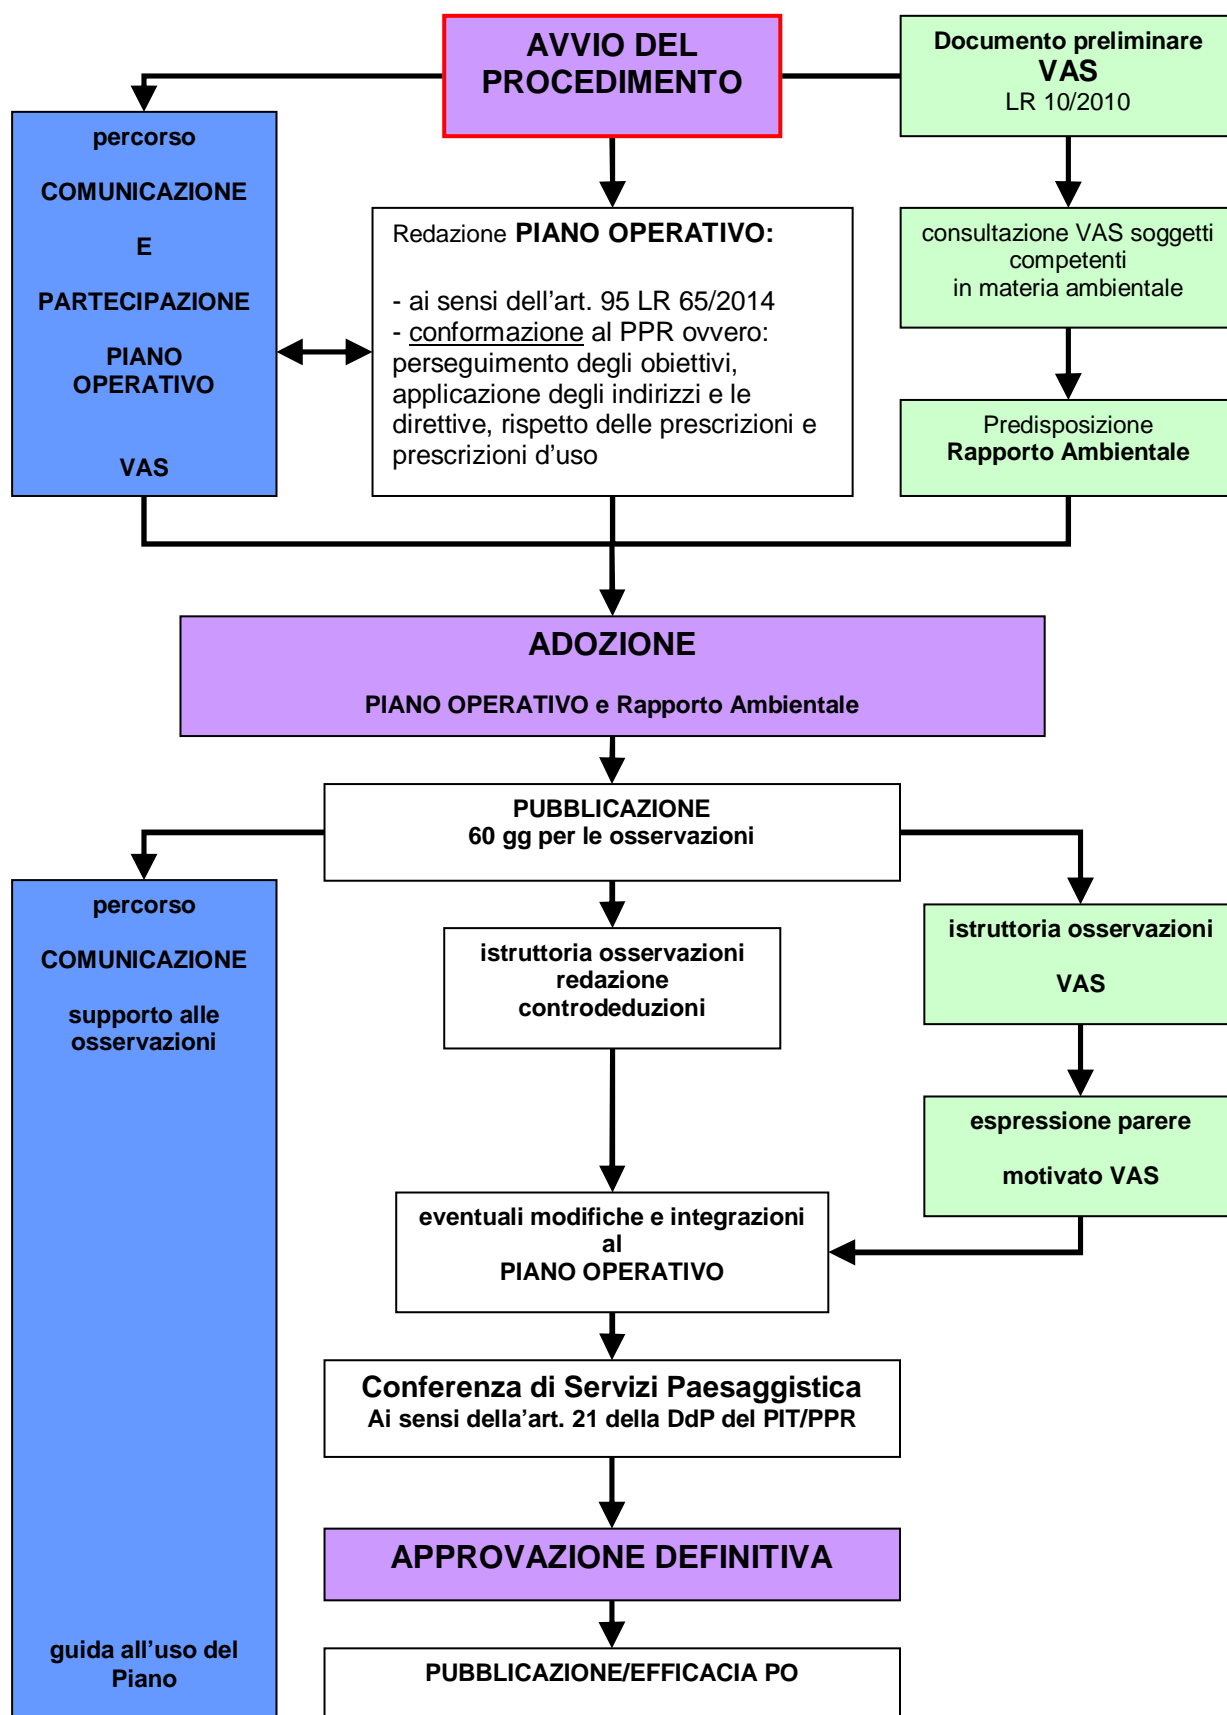 AVVIO DEL
PROCEDIMENTO
Documento preliminare
VAS
LR 10/2010
percorso
COMUNICAZIONE
E
PARTECIPAZIONE
PIANO
OPERATIVO
VAS
Redazione PIANO OPERATIVO:
- ai sensi dell’art. 95 LR 65/2014
- conformazione al PPR ovvero:
perseguimento degli obiettivi,
applicazione degli indirizzi e le
direttive, rispetto delle prescrizioni e
prescrizioni d’uso
consultazione VAS soggetti
competenti
in materia ambientale
Predisposizione
Rapporto Ambientale
ADOZIONE
PIANO OPERATIVO e Rapporto Ambientale
PUBBLICAZIONE
60 gg per le osservazioni
percorso
COMUNICAZIONE
supporto alle
osservazioni
guida all’uso del
Piano
istruttoria osservazioni
redazione
controdeduzioni
istruttoria osservazioni
VAS
espressione parere
motivato VAS
eventuali modifiche e integrazioni
al
PIANO OPERATIVO
Conferenza di Servizi Paesaggistica
Ai sensi della’art. 21 della DdP del PIT/PPR
APPROVAZIONE DEFINITIVA
PUBBLICAZIONE/EFFICACIA PO